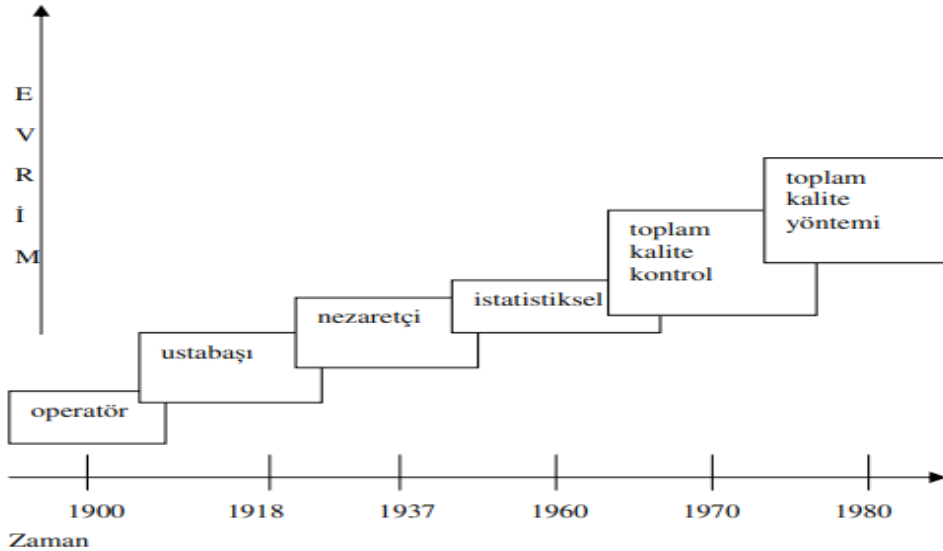 E
V
R
İ
M
toplam
kalite
yöntemi
toplam
kalite
kontrol
istatistiksel
nezaretçi
ustabaşı
operatör
1900 1918 1937 1960 1970 1980
Zaman